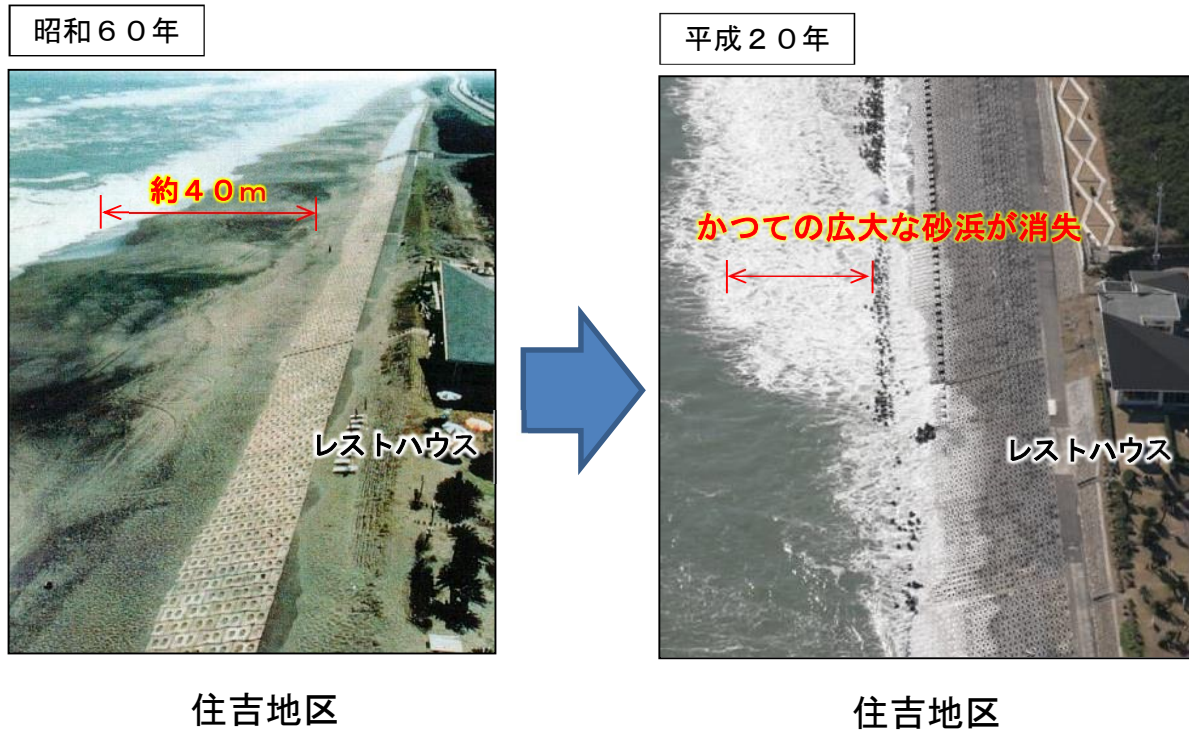 昭和６０年
平成２０年
約４０ｍ
かつての広大な砂浜が消失
レストハウス
レストハウス
住吉地区
住吉地区